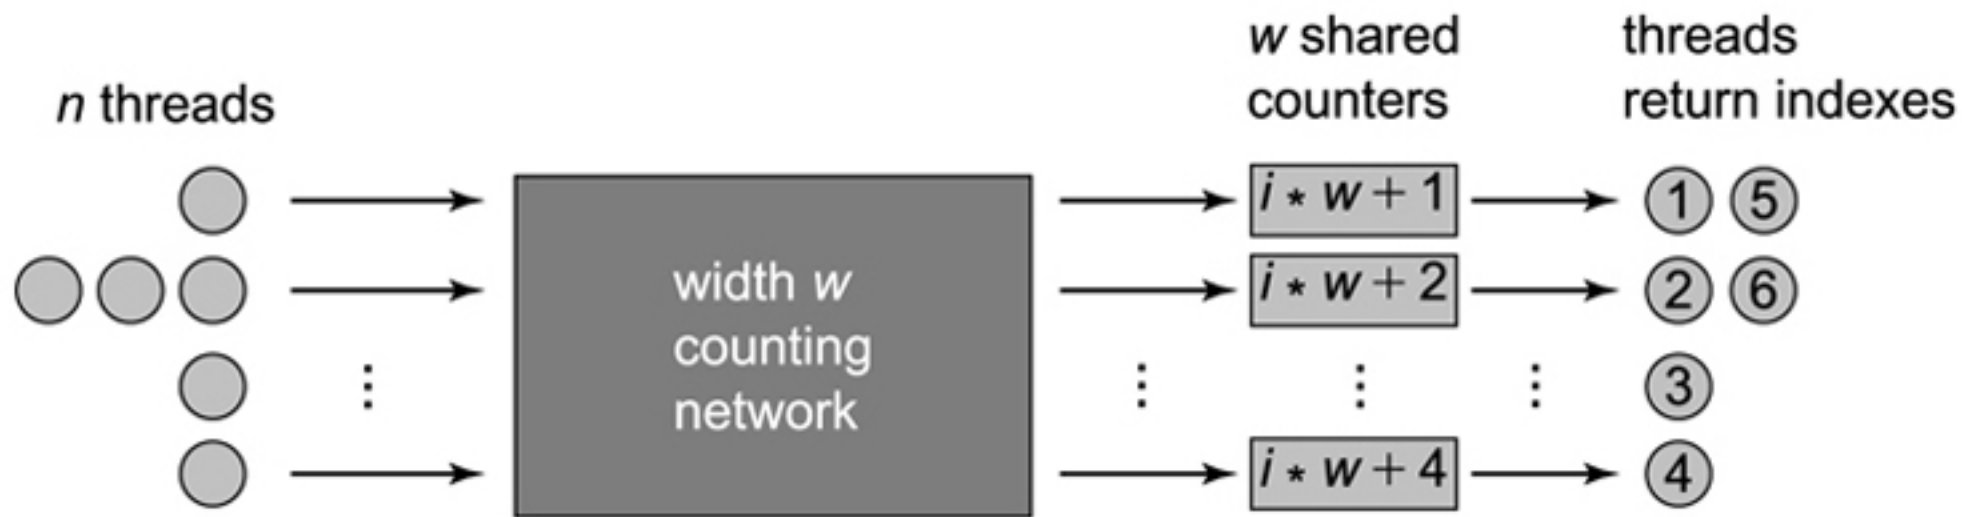 n threads
w shared
counters
threads
return indexes
width w
counting
network
i * w + 1
1 5
i * w + 2
2 6
3
i * w + 4
4